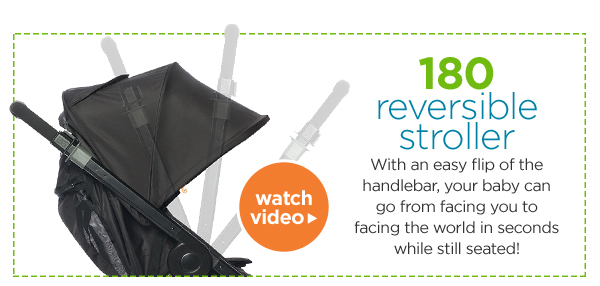 180
reversible
stroller
With an easy flip of the
handlebar, your baby can
go from facing you to
facing the world in seconds
while still seated!
watch
video